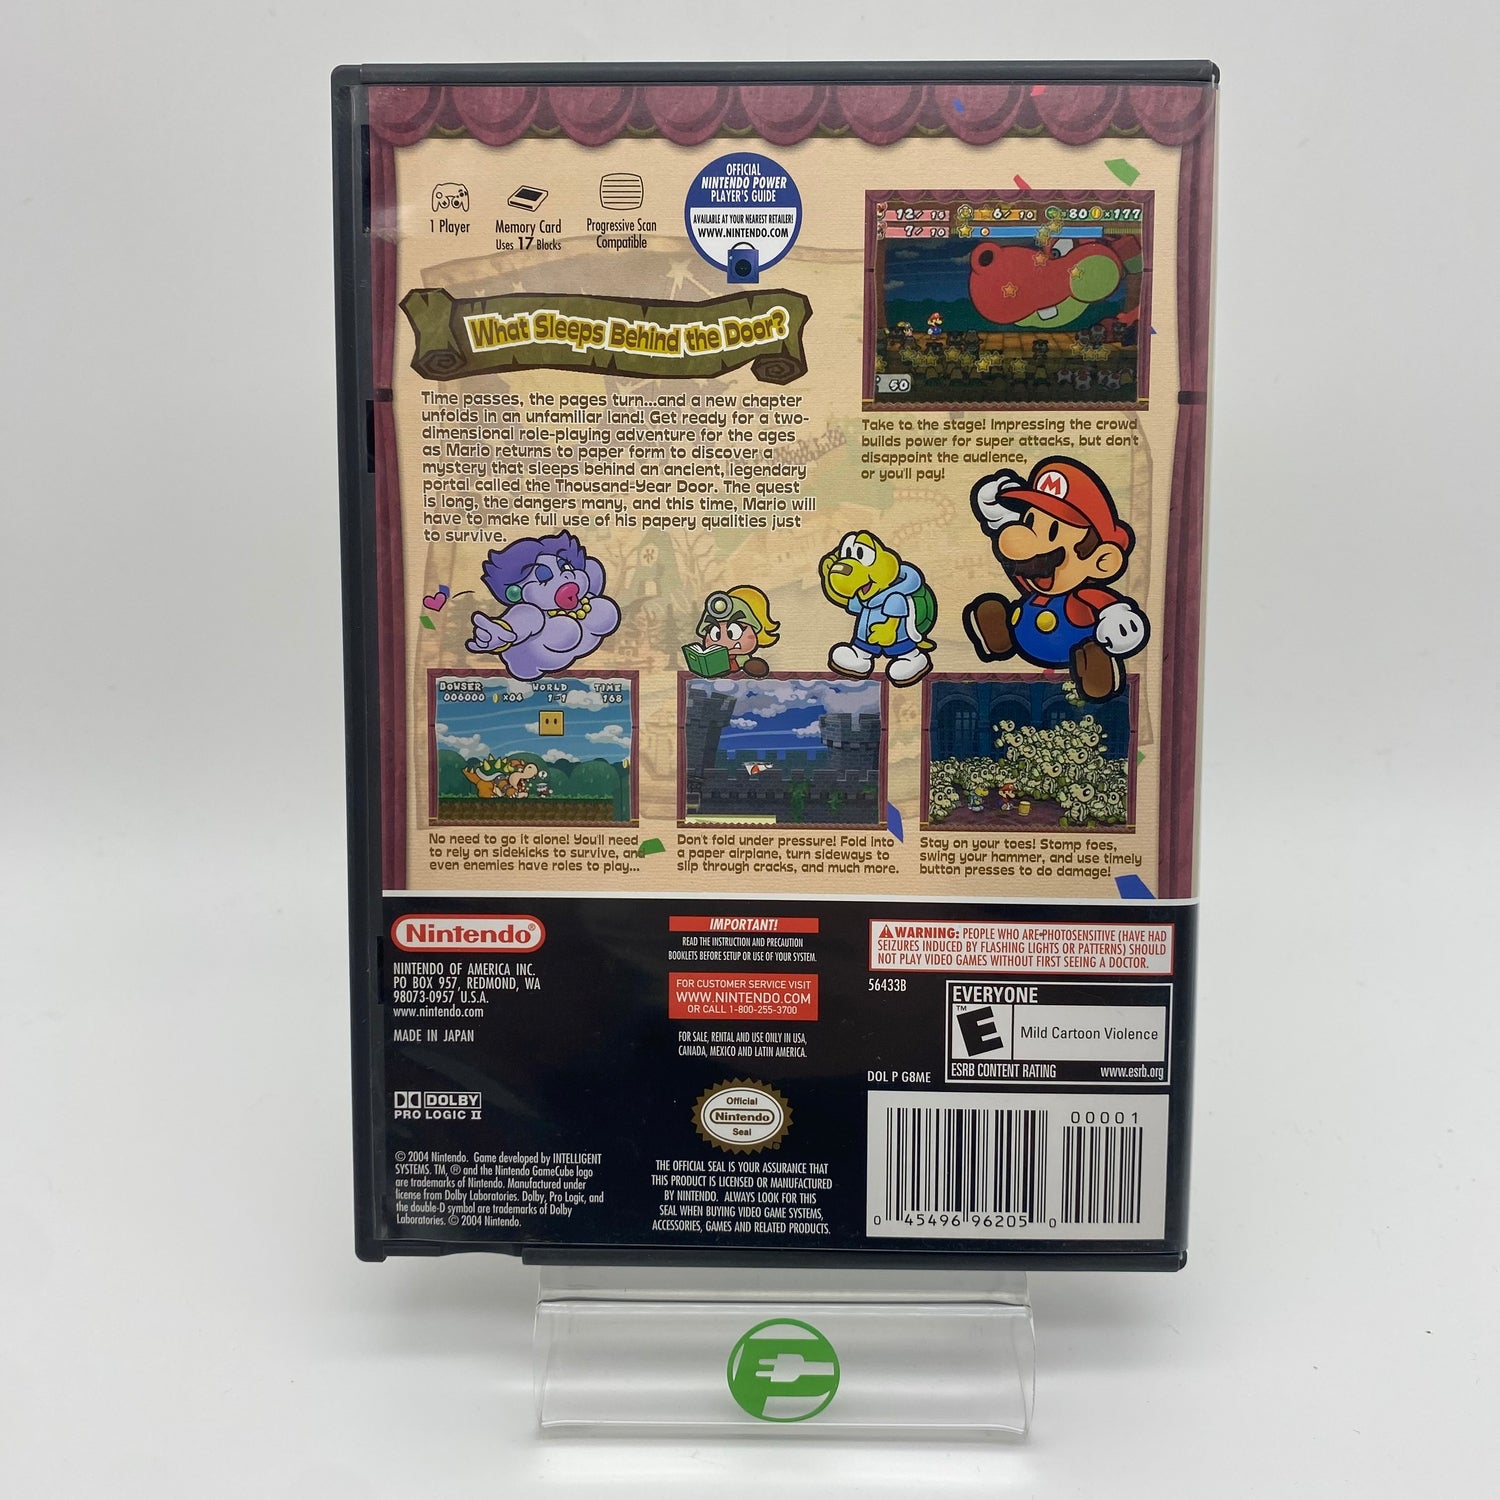 1 Player
Memory Card
Uses 17 Blocks
Progressive Scan
Compatible
OFFICIAL
NINTENDO POWER
PLAYER'S GUIDE
AVAILABLE AT YOUR NEAREST RETAILER!
WWW.NINTENDO.COM
What Sleeps Behind the Door?
Time passes, the pages turn...and a new chapter
unfolds in an unfamiliar land! Get ready for a two-
dimensional role-playing adventure for the ages
as Mario returns to paper form to discover a
mystery that sleeps behind an ancient, legendary
portal called the Thousand-Year Door. The quest
is long, the dangers many, and this time, Mario will
have to make full use of his papery qualities just
to survive.
12/ 15
6/ 10
80
×177
7/ 10
50
Take to the stage! Impressing the crowd
builds power for super attacks, but don't
disappoint the audience,
or you'll pay!
M
BOWSER WORLD TIME
006000 ×04 1-1 168
No need to go it alone! You'll need
to rely on sidekicks to survive, and
even enemies have roles to play...
Don't fold under pressure! Fold into
a paper airplane, turn sideways to
slip through cracks, and much more.
Stay on your toes! Stomp foes,
swing your hammer, and use timely
button presses to do damage!
Nintendo®
NINTENDO OF AMERICA INC.
PO BOX 957, REDMOND, WA
98073-0957 U.S.A.
www.nintendo.com
MADE IN JAPAN
DOLBY
PRO LOGIC II
© 2004 Nintendo. Game developed by INTELLIGENT
SYSTEMS. TM, ® and the Nintendo GameCube logo
are trademarks of Nintendo. Manufactured under
license from Dolby Laboratories. Dolby, Pro Logic, and
the double-D symbol are trademarks of Dolby
Laboratories. © 2004 Nintendo.
IMPORTANT!
READ THE INSTRUCTION AND PRECAUTION
BOOKLETS BEFORE SETUP OR USE OF YOUR SYSTEM.
FOR CUSTOMER SERVICE VISIT
WWW.NINTENDO.COM
OR CALL 1-800-255-3700
FOR SALE, RENTAL AND USE ONLY IN USA,
CANADA, MEXICO AND LATIN AMERICA.
Official
Nintendo
Seal
THE OFFICIAL SEAL IS YOUR ASSURANCE THAT
THIS PRODUCT IS LICENSED OR MANUFACTURED
BY NINTENDO. ALWAYS LOOK FOR THIS
SEAL WHEN BUYING VIDEO GAME SYSTEMS,
ACCESSORIES, GAMES AND RELATED PRODUCTS.
WARNING: PEOPLE WHO ARE PHOTOSENSITIVE (HAVE HAD
SEIZURES INDUCED BY FLASHING LIGHTS OR PATTERNS) SHOULD
NOT PLAY VIDEO GAMES WITHOUT FIRST SEEING A DOCTOR.
56433B
EVERYONE
E
TM
Mild Cartoon Violence
ESRB CONTENT RATING www.esrb.org
DOL P G8ME
00001
0 45496 96205 0